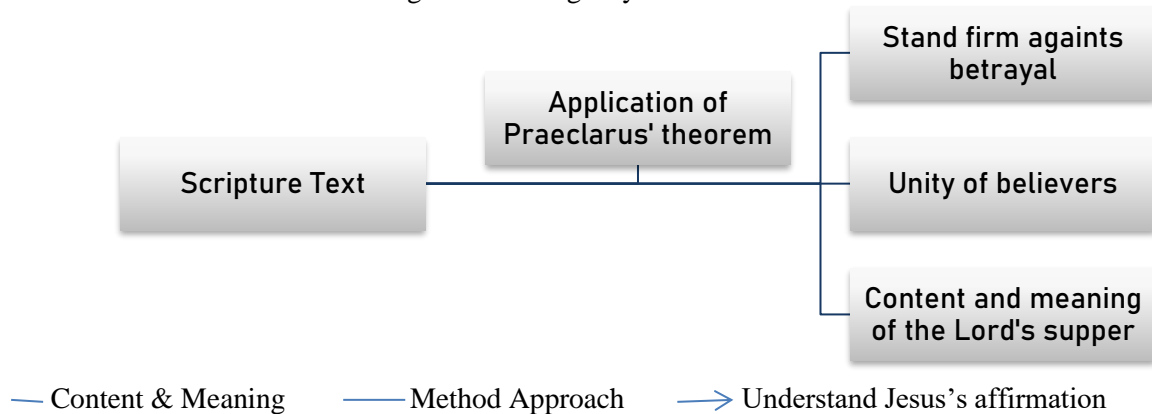 Stand firm againts
betrayal
Application of
Praeclarus' theorem
Scripture Text
Unity of believers
Content and meaning
of the Lord's supper
Content & Meaning
Method Approach
Understand Jesus's affirmation